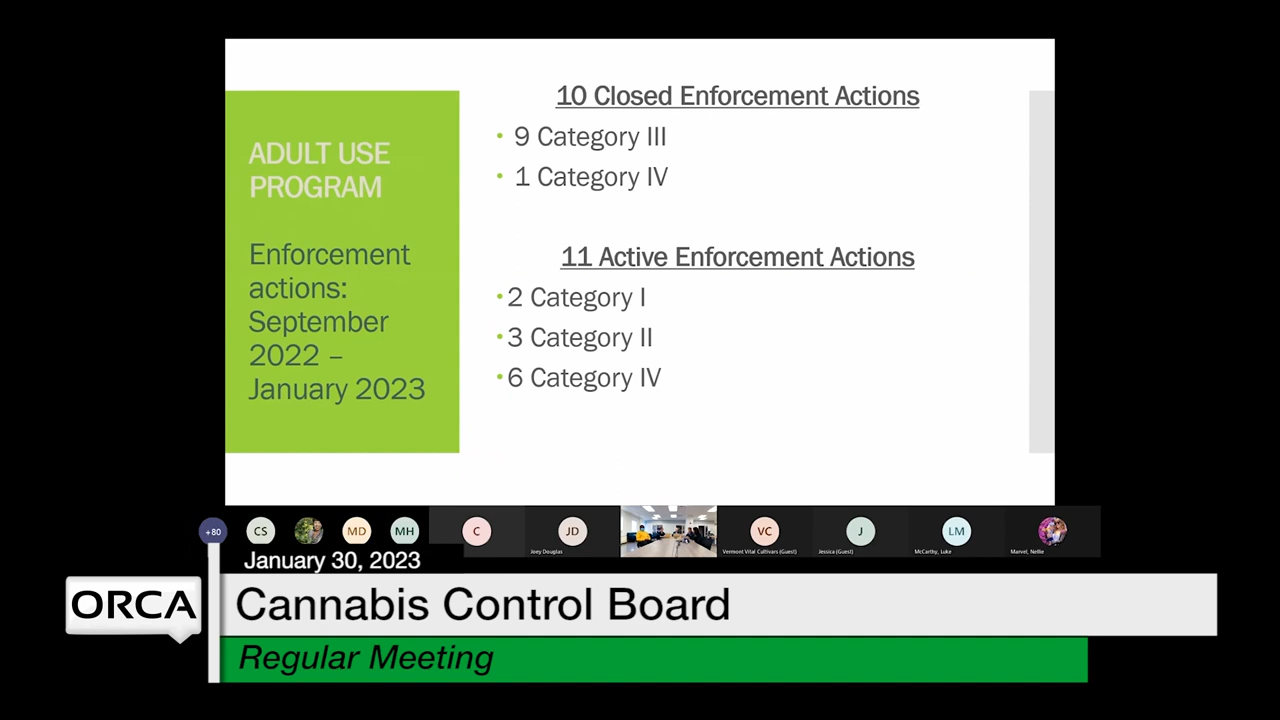 ADULT USE
PROGRAM
Enforcement
actions:
September
2022 –
January 2023
10 Closed Enforcement Actions
• 9 Category III
• 1 Category IV
11 Active Enforcement Actions
• 2 Category I
• 3 Category II
• 6 Category IV
+80
CS
MD
MH
C
JD
Joey Douglas
VC
Vermont Vital Cultivars (Guest)
J
Jessica (Guest)
LM
McCarthy, Luke
Marvel, Nellie
January 30, 2023
ORCA
Cannabis Control Board
Regular Meeting